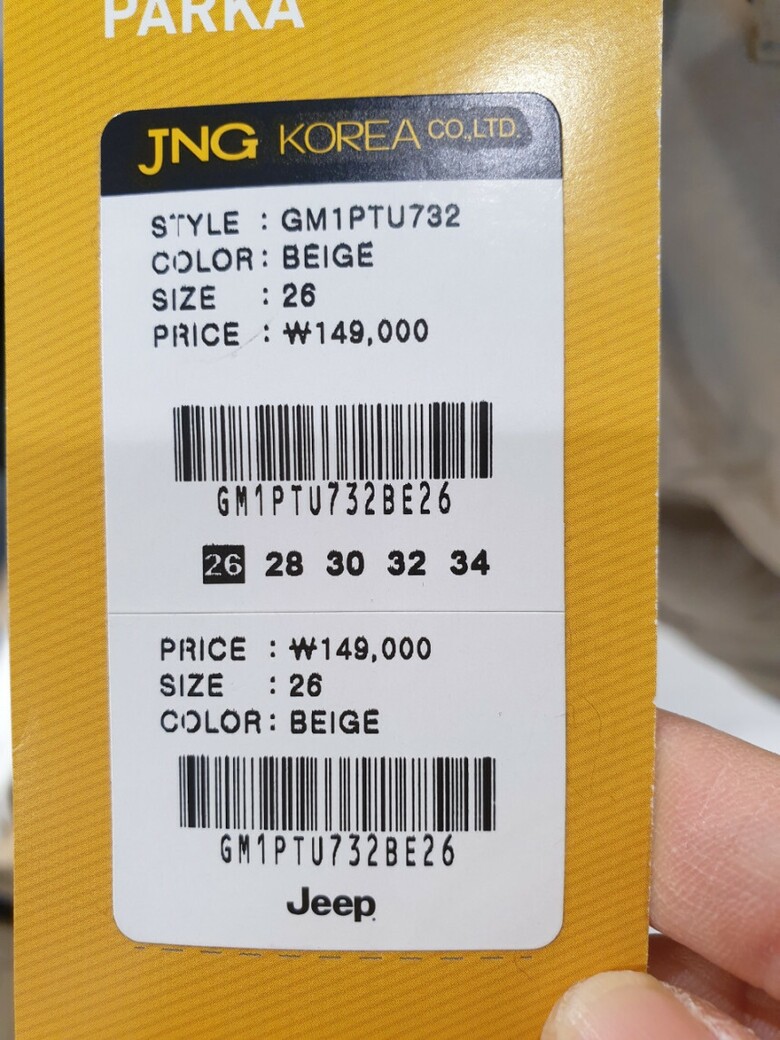 PARKA
JNG KOREA CO.,LTD.
STYLE : GM1PTU732
COLOR : BEIGE
SIZE : 26
PRICE : ₩149,000
GM1PTU732BE26
26 28 30 32 34
PRICE : ₩149,000
SIZE : 26
COLOR : BEIGE
GM1PTU732BE26
Jeep